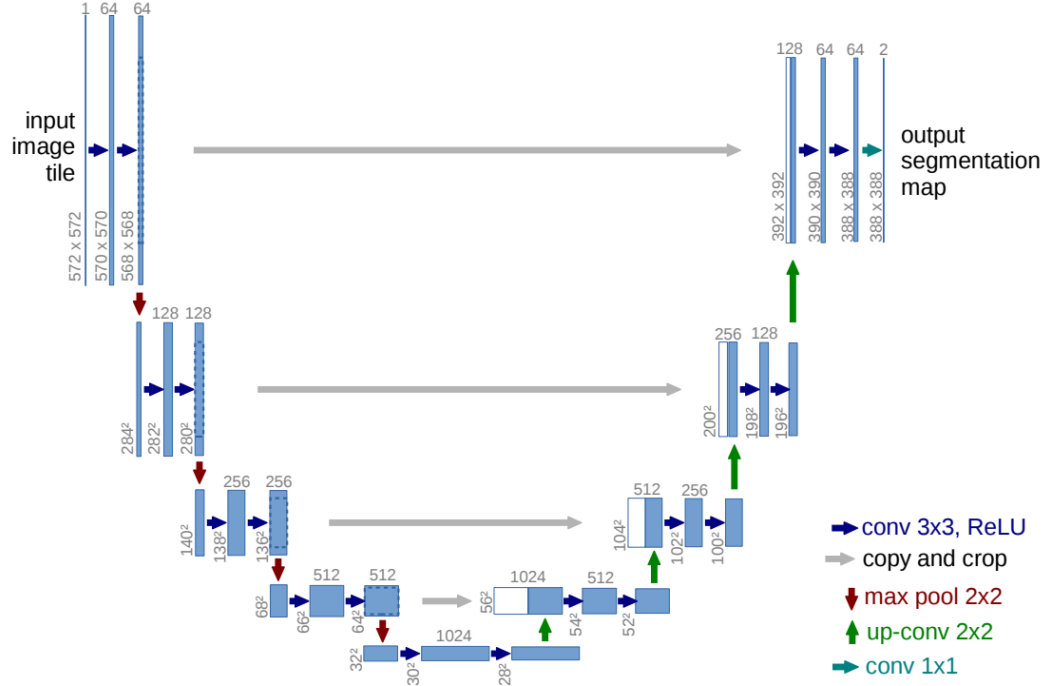 1 64 64
input
image
tile
572 x 572
570 x 570
568 x 568
128 64 64 2
output
segmentation
map
392 x 392
390 x 390
388 x 388
388 x 388
128 128
284²
282²
280²
256 128
200²
198²
196²
256 256
140²
138²
136²
512 256
104²
102²
100²
512 512
68²
66²
64²
1024 512
56²
54²
52²
1024
32²
30²
28²
conv 3x3, ReLU
copy and crop
max pool 2x2
up-conv 2x2
conv 1x1